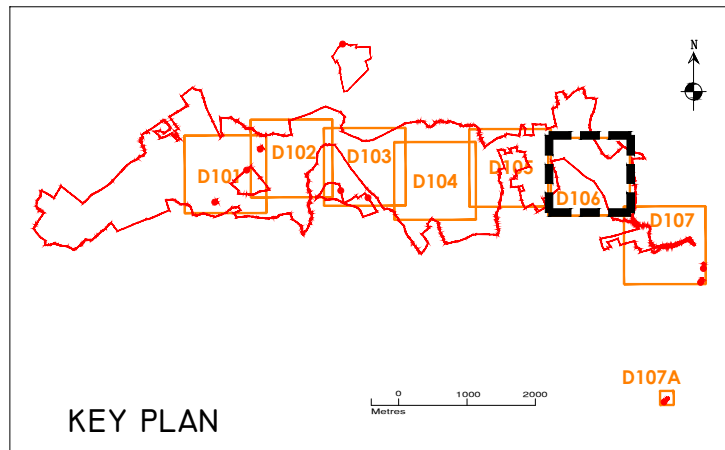 N
D102
D103
D101
D105
D104
D106
D107
D107A
0 1000 2000
Metres
KEY PLAN